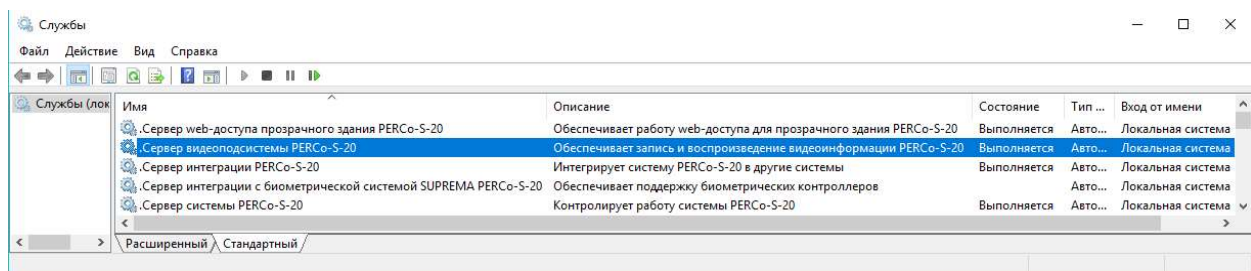 Службы
Файл Действие Вид Справка
Службы (лок
Имя Описание Состояние Тип ... Вход от имени
.Сервер web-доступа прозрачного здания PERCo-S-20 Обеспечивает работу web-доступа для прозрачного здания PERCo-S-20 Выполняется Авто... Локальная система
.Сервер видеоподсистемы PERCo-S-20 Обеспечивает запись и воспроизведение видеоинформации PERCo-S-20 Выполняется Авто... Локальная система
.Сервер интеграции PERCo-S-20 Интегрирует систему PERCo-S-20 в другие системы Выполняется Авто... Локальная система
.Сервер интеграции с биометрической системой SUPREMA PERCo-S-20 Обеспечивает поддержку биометрических контроллеров Авто... Локальная система
.Сервер системы PERCo-S-20 Контролирует работу системы PERCo-S-20 Выполняется Авто... Локальная система
Расширенный Стандартный